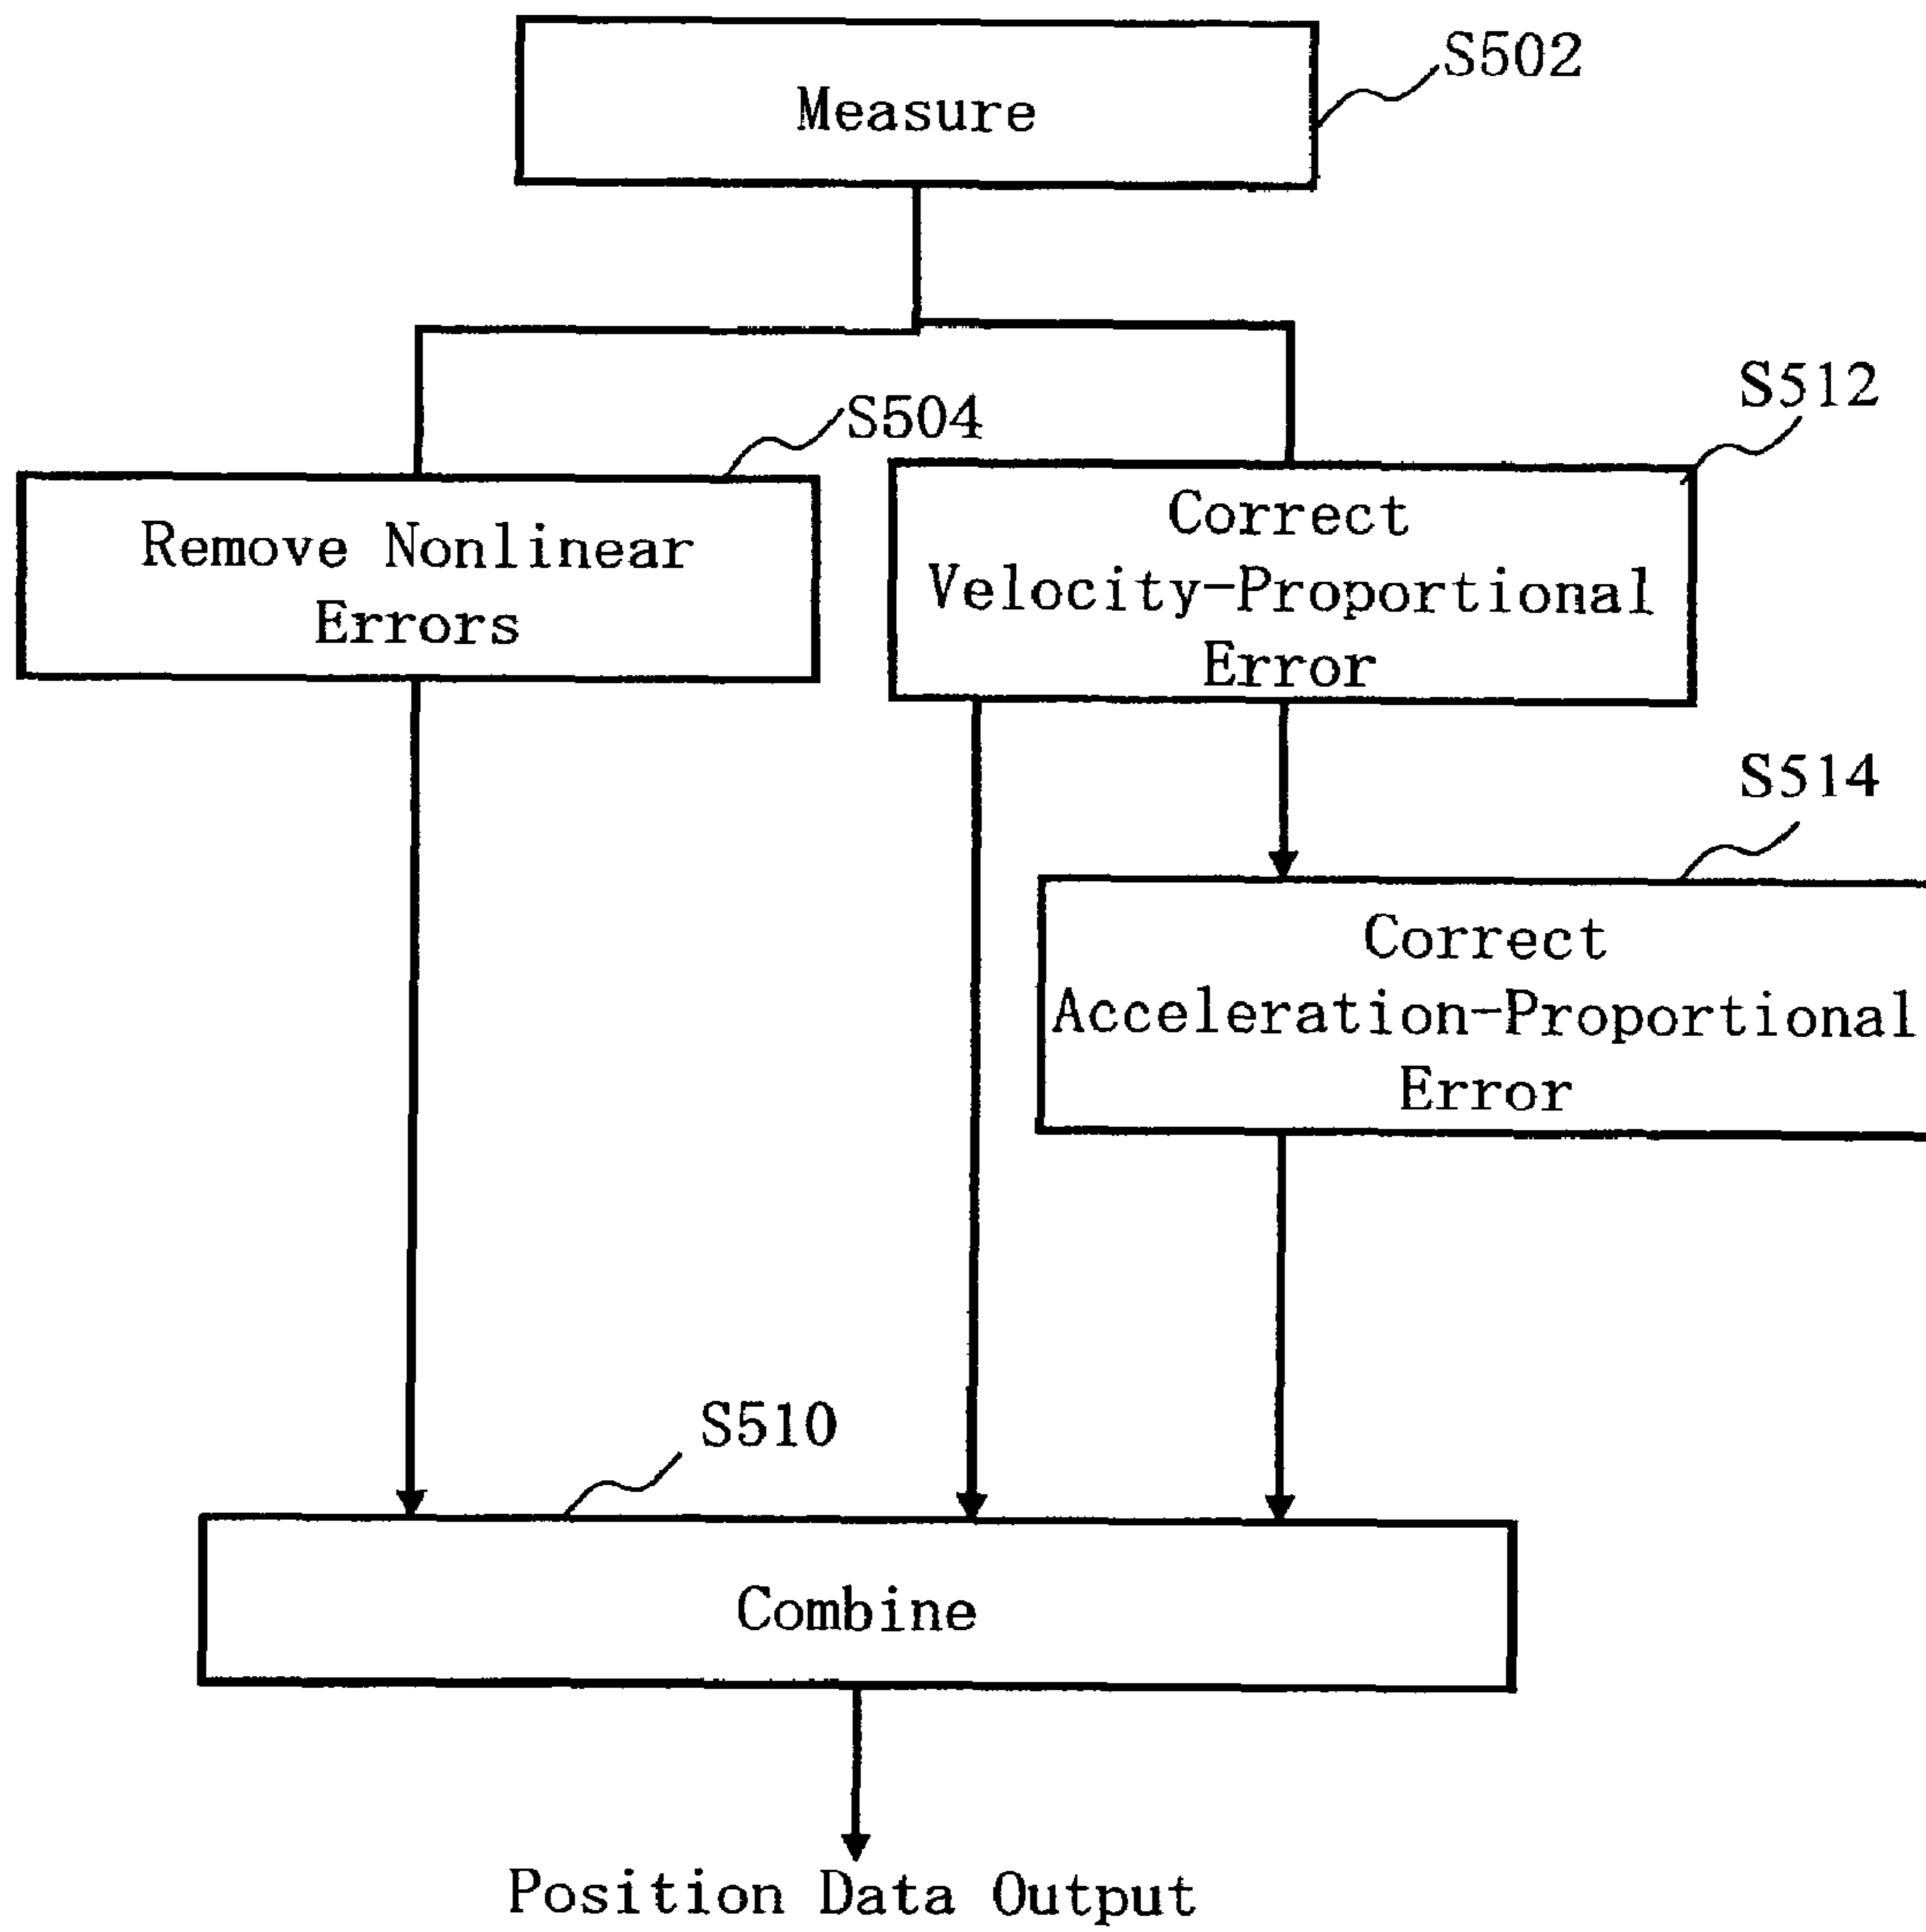 S502
Measure
S504
Remove Nonlinear
Errors
S512
Correct
Velocity-Proportional
Error
S514
Correct
Acceleration-Proportional
Error
S510
Combine
Position Data Output